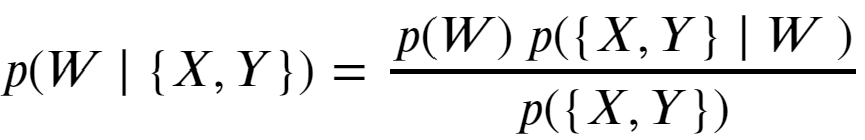 p(W | {X, Y}) = p(W) p({X, Y} | W ) / p({X, Y})